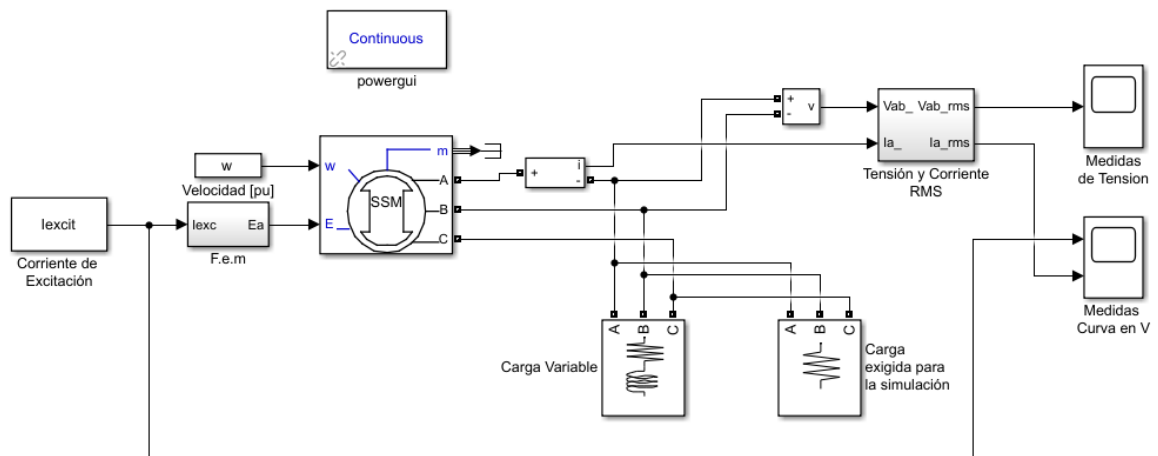 Continuous
powergui
w
Velocidad [pu]
Iexcit
Corriente de
Excitación
Iexc
Ea
F.e.m
w
E
SSM
m
A
B
C
+
i
-
+
-
v
Vab_
Vab_rms
Ia_
Ia_rms
Tensión y Corriente
RMS
Medidas
de Tension
Medidas
Curva en V
A
B
C
Carga Variable
A
B
C
Carga
exigida para
la simulación